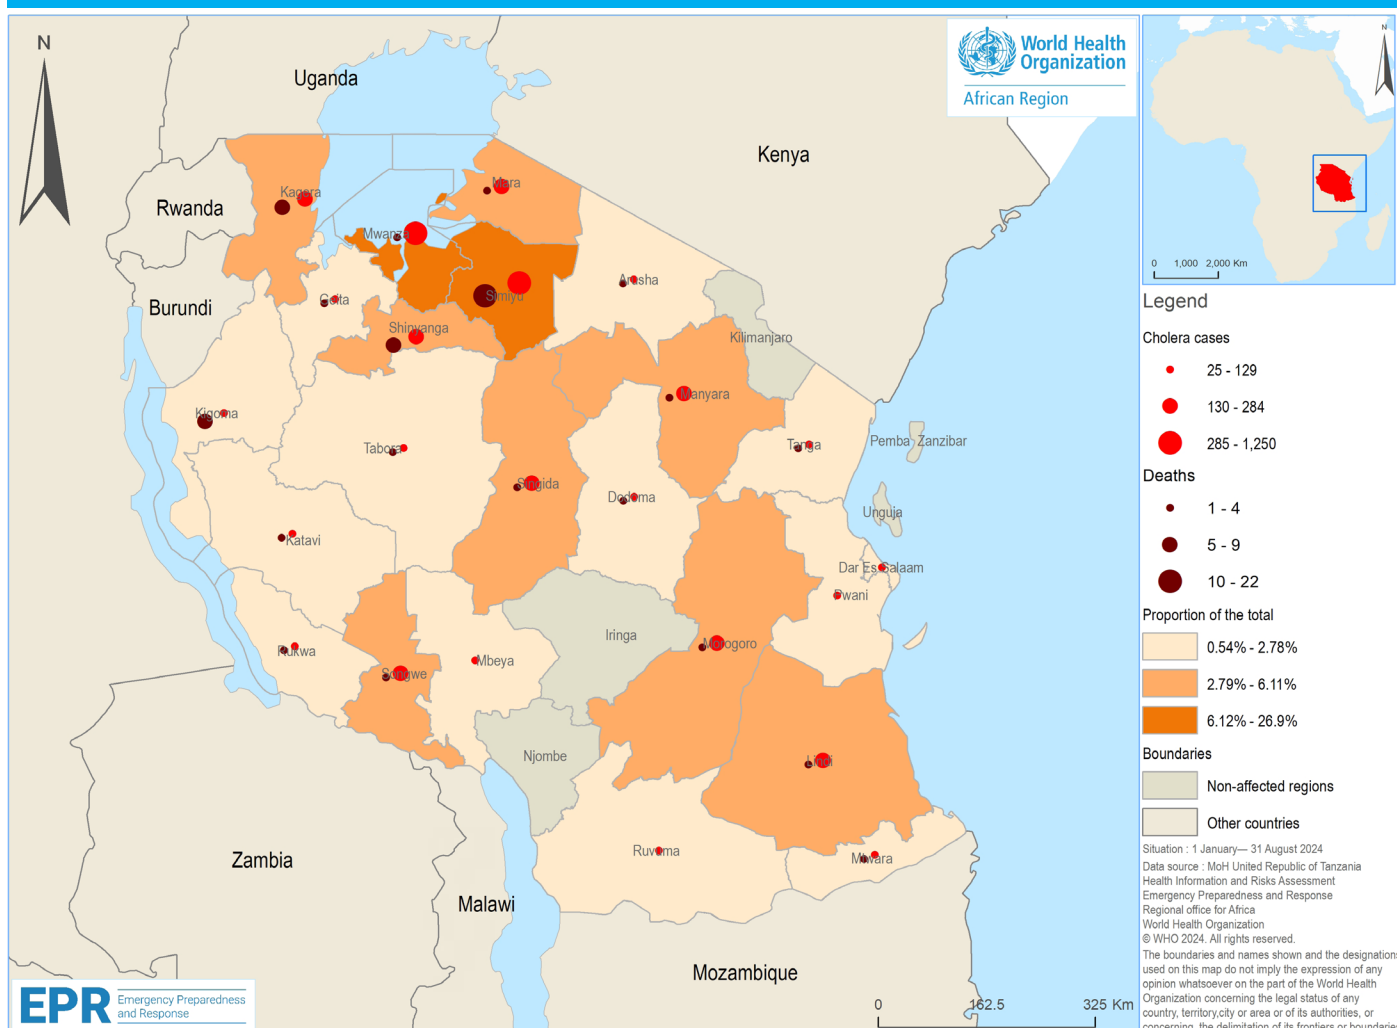 N
Uganda
World Health
Organization
African Region
Kenya
Rwanda
Burundi
Kagera
Mara
Mwanza
Simiyu
Geita
Shinyanga
Arusha
Kilimanjaro
Kigoma
Manyara
Tabora
Tanga
Pemba Zanzibar
Singida
Dodoma
Unguja
Katavi
Dar Es Salaam
Pwani
Iringa
Rukwa
Mbeya
Morogoro
Songwe
Njombe
Lindi
Ruvuma
Mtwara
Zambia
Malawi
Mozambique
EPR
Emergency Preparedness
and Response
0 162.5 325 Km
N
0 1,000 2,000 Km
Legend
Cholera cases
25 - 129
130 - 284
285 - 1,250
Deaths
1 - 4
5 - 9
10 - 22
Proportion of the total
0.54% - 2.78%
2.79% - 6.11%
6.12% - 26.9%
Boundaries
Non-affected regions
Other countries
Situation : 1 January— 31 August 2024
Data source : MoH United Republic of Tanzania
Health Information and Risks Assessment
Emergency Preparedness and Response
Regional office for Africa
World Health Organization
© WHO 2024. All rights reserved.
The boundaries and names shown and the designations
used on this map do not imply the expression of any
opinion whatsoever on the part of the World Health
Organization concerning the legal status of any
country, territory,city or area or of its authorities, or
concerning the delimitation of its frontiers or boundaries